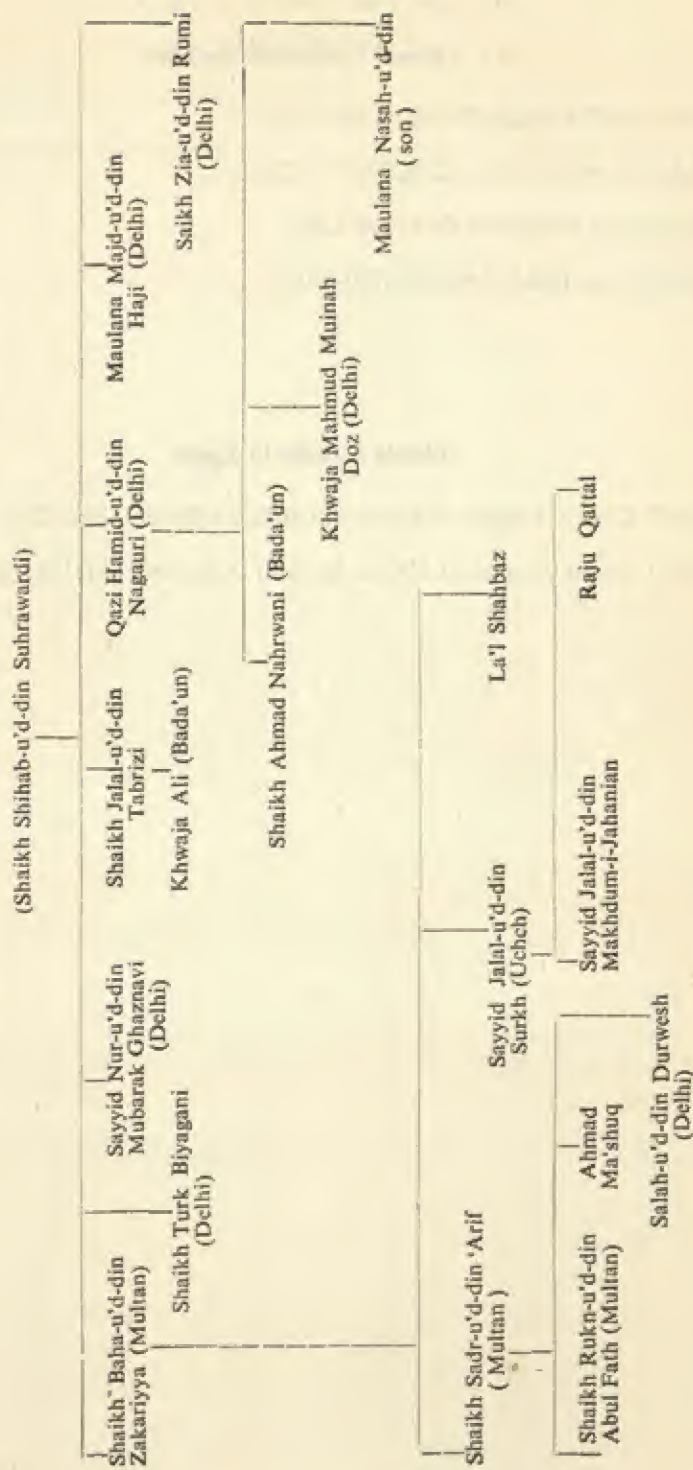 (Shaikh Shihab-u'd-din Suhrawardi)
Shaikh Baha-u'd-din
Zakariyya (Multan)
Shaikh Turk Biyagani
(Delhi)
Sayyid Nur-u'd-din
Mubarak Ghaznavi
(Delhi)
Shaikh Jalal-u'd-din
Tabrizi
Qazi Hamid-u'd-din
Nagauri (Delhi)
Maulana Majd-u'd-din
Haji (Delhi)
Saikh Zia-u'd-din Rumi
(Delhi)
Khwaja Ali (Bada'un)
Shaikh Ahmad Nahrwani (Bada'un)
Khwaja Mahmud Muinah
Doz (Delhi)
Maulana Nasah-u'd-din
(son)
Shaikh Sadr-u'd-din 'Arif
(Multan)
Sayyid Jalal-u'd-din
Surkh (Uchch)
La'l Shahbaz
Shaikh Rukn-u'd-din
Abul Fath (Multan)
Ahmad
Ma'shuq
Salah-u'd-din Durwesh
(Delhi)
Sayyid Jalal-u'd-din
Makhdum-i-Jahanian
Raju Qattal